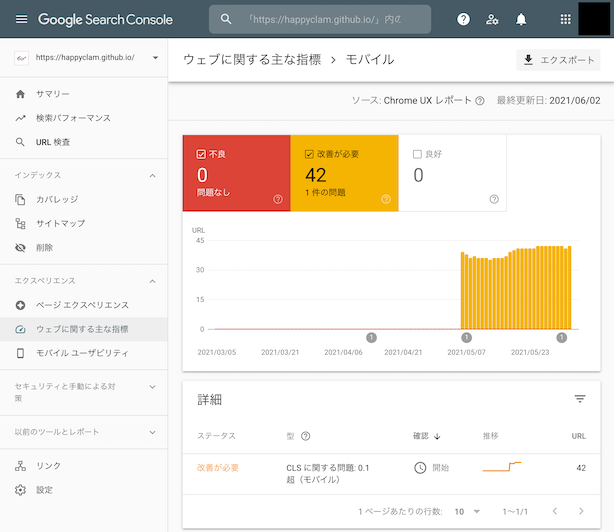 Google Search Console
「https://happyclam.github.io/」内の
https://happyclam.github.io/
ウェブに関する主な指標 > モバイル
エクスポート
ソース: Chrome UX レポート 最終更新日: 2021/06/02
サマリー
検索パフォーマンス
URL 検査
インデックス
カバレッジ
サイトマップ
削除
エクスペリエンス
ページ エクスペリエンス
ウェブに関する主な指標
モバイル ユーザビリティ
セキュリティと手動による対
策
以前のツールとレポート
リンク
設定
不良
0
問題なし
改善が必要
42
1 件の問題
良好
0
URL
45
30
15
0
1
1
1
2021/03/05 2021/03/21 2021/04/06 2021/04/21 2021/05/07 2021/05/23
詳細
ステータス 型 確認 推移 URL
改善が必要 CLS に関する問題: 0.1 開始 42
超（モバイル）
1 ページあたりの行数: 10 1～1/1